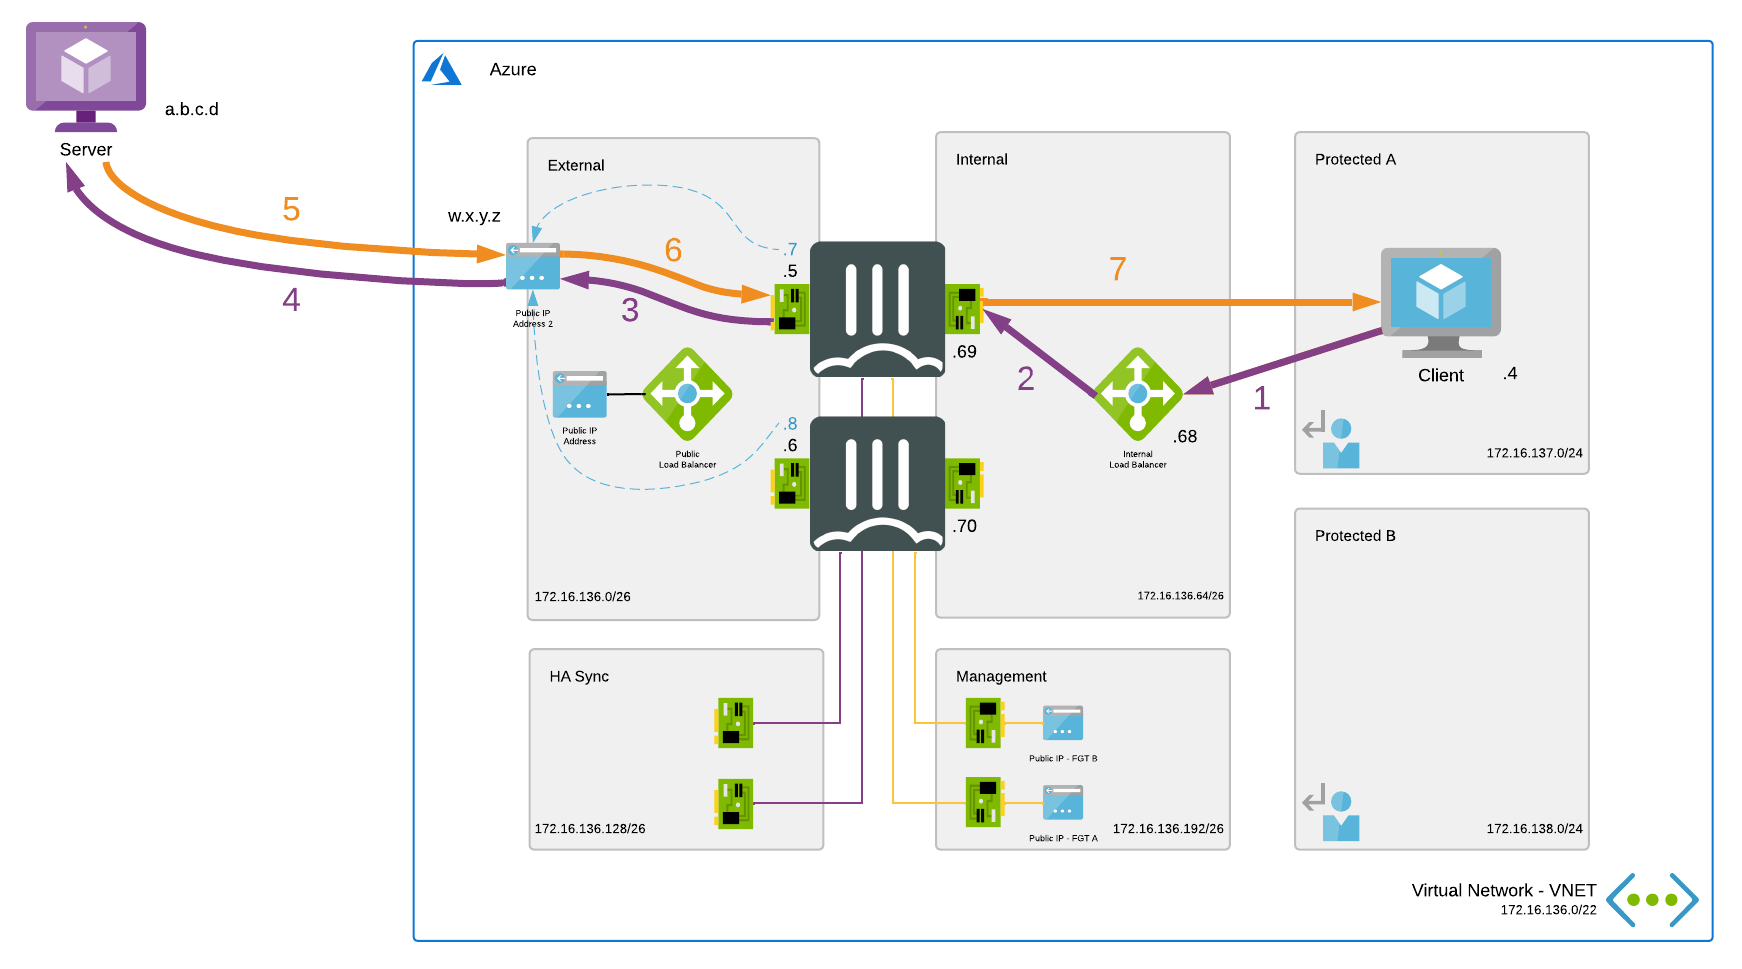 Azure
a.b.c.d
Server
External
Internal
Protected A
5
w.x.y.z
6
.7
.5
7
4
3
Public IP
Address 2
.69
2
1
Client
.4
Public IP
Address
Public
Load Balancer
.8
.6
.68
Internal
Load Balancer
172.16.137.0/24
.70
Protected B
172.16.136.0/26
172.16.136.64/26
HA Sync
Management
Public IP - FGT B
172.16.136.128/26
Public IP - FGT A
172.16.136.192/26
172.16.138.0/24
Virtual Network - VNET
172.16.136.0/22